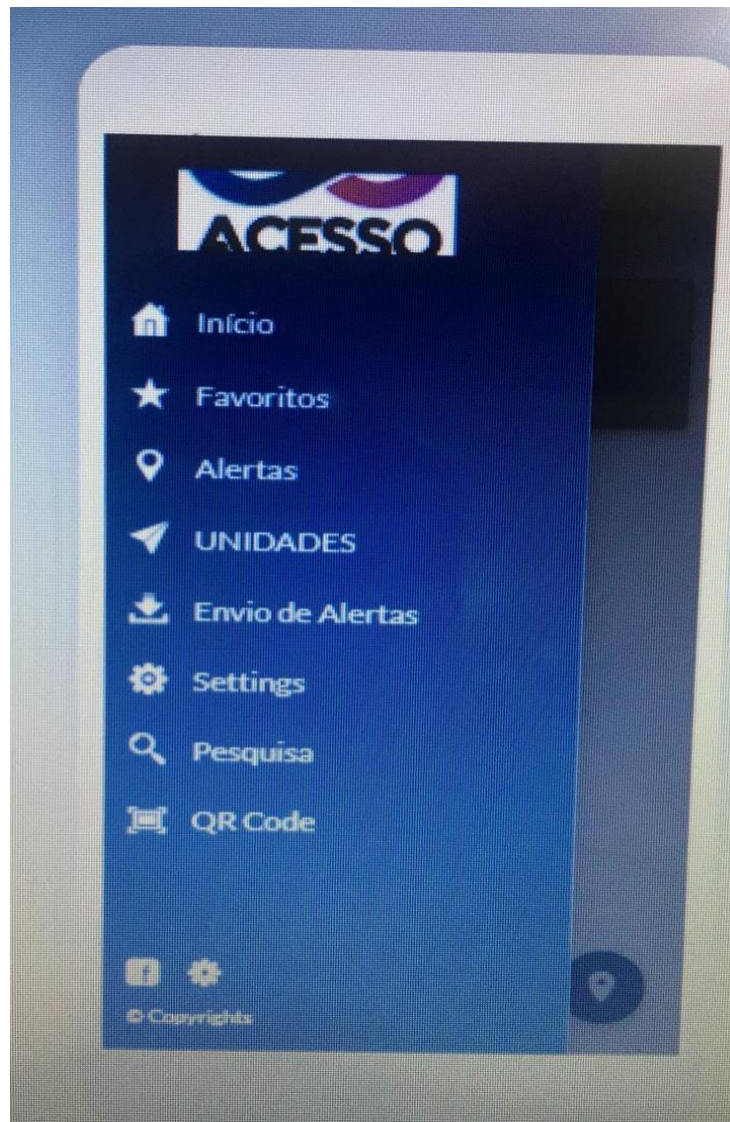 ACESSO
Início
Favoritos
Alertas
UNIDADES
Envio de Alertas
Settings
Pesquisa
QR Code
f
© Copyrights